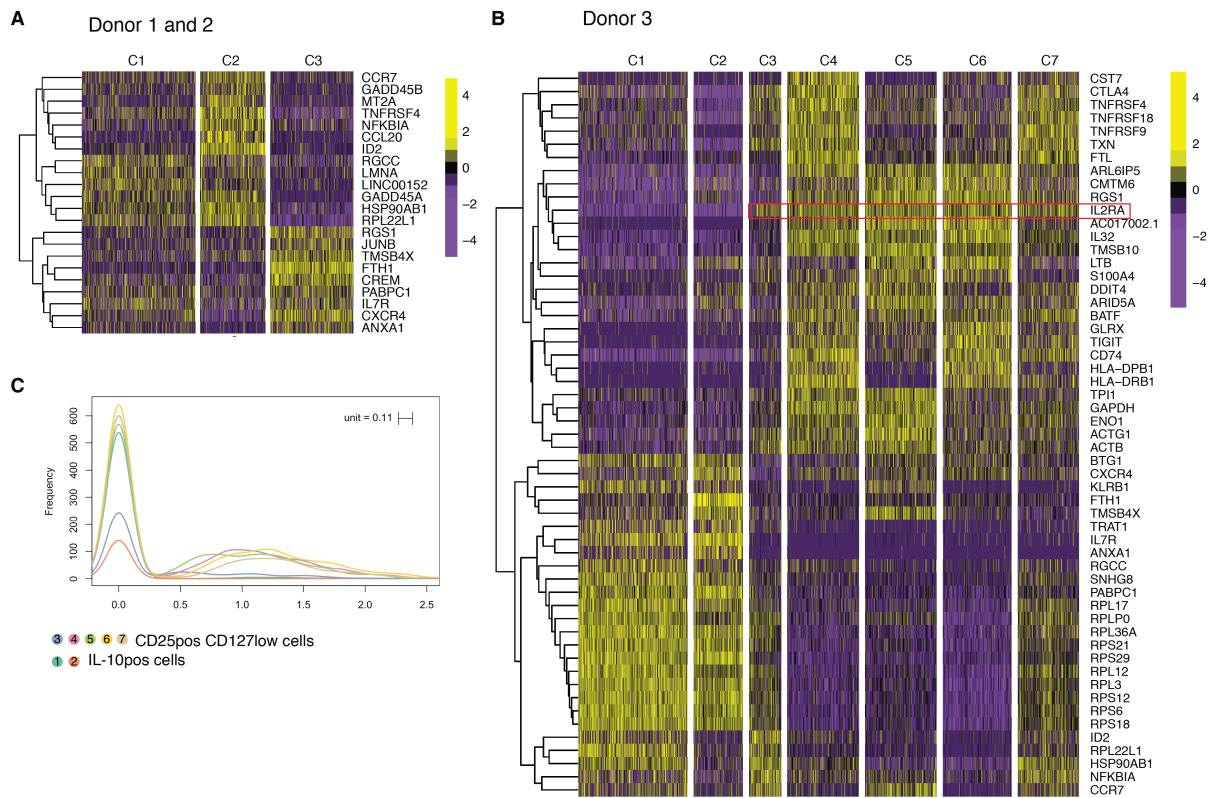 A
Donor 1 and 2
C1 C2 C3
CCR7
GADD45B
MT2A
TNFRSF4
NFKBIA
CCL20
ID2
RGCC
LMNA
LINC00152
GADD45A
HSP90AB1
RPL22L1
RGS1
JUNB
TMSB4X
FTH1
CREM
PABPC1
IL7R
CXCR4
ANXA1
4
2
0
−2
−4
B
Donor 3
C1 C2 C3 C4 C5 C6 C7
CST7
CTLA4
TNFRSF4
TNFRSF18
TNFRSF9
TXN
FTL
ARL6IP5
CMTM6
RGS1
IL2RA
AC017002.1
IL32
TMSB10
LTB
S100A4
DDIT4
ARID5A
BATF
GLRX
TIGIT
CD74
HLA−DPB1
HLA−DRB1
TPI1
GAPDH
ENO1
ACTG1
ACTB
BTG1
CXCR4
KLRB1
FTH1
TMSB4X
TRAT1
IL7R
ANXA1
RGCC
SNHG8
PABPC1
RPL17
RPLP0
RPL36A
RPS21
RPS29
RPL12
RPL3
RPS12
RPS6
RPS18
ID2
RPL22L1
HSP90AB1
NFKBIA
CCR7
4
2
0
−2
−4
C
unit = 0.11
Frequency
600
500
400
300
200
100
0
0.0 0.5 1.0 1.5 2.0 2.5
3 4 5 6 7 CD25pos CD127low cells
1 2 IL-10pos cells